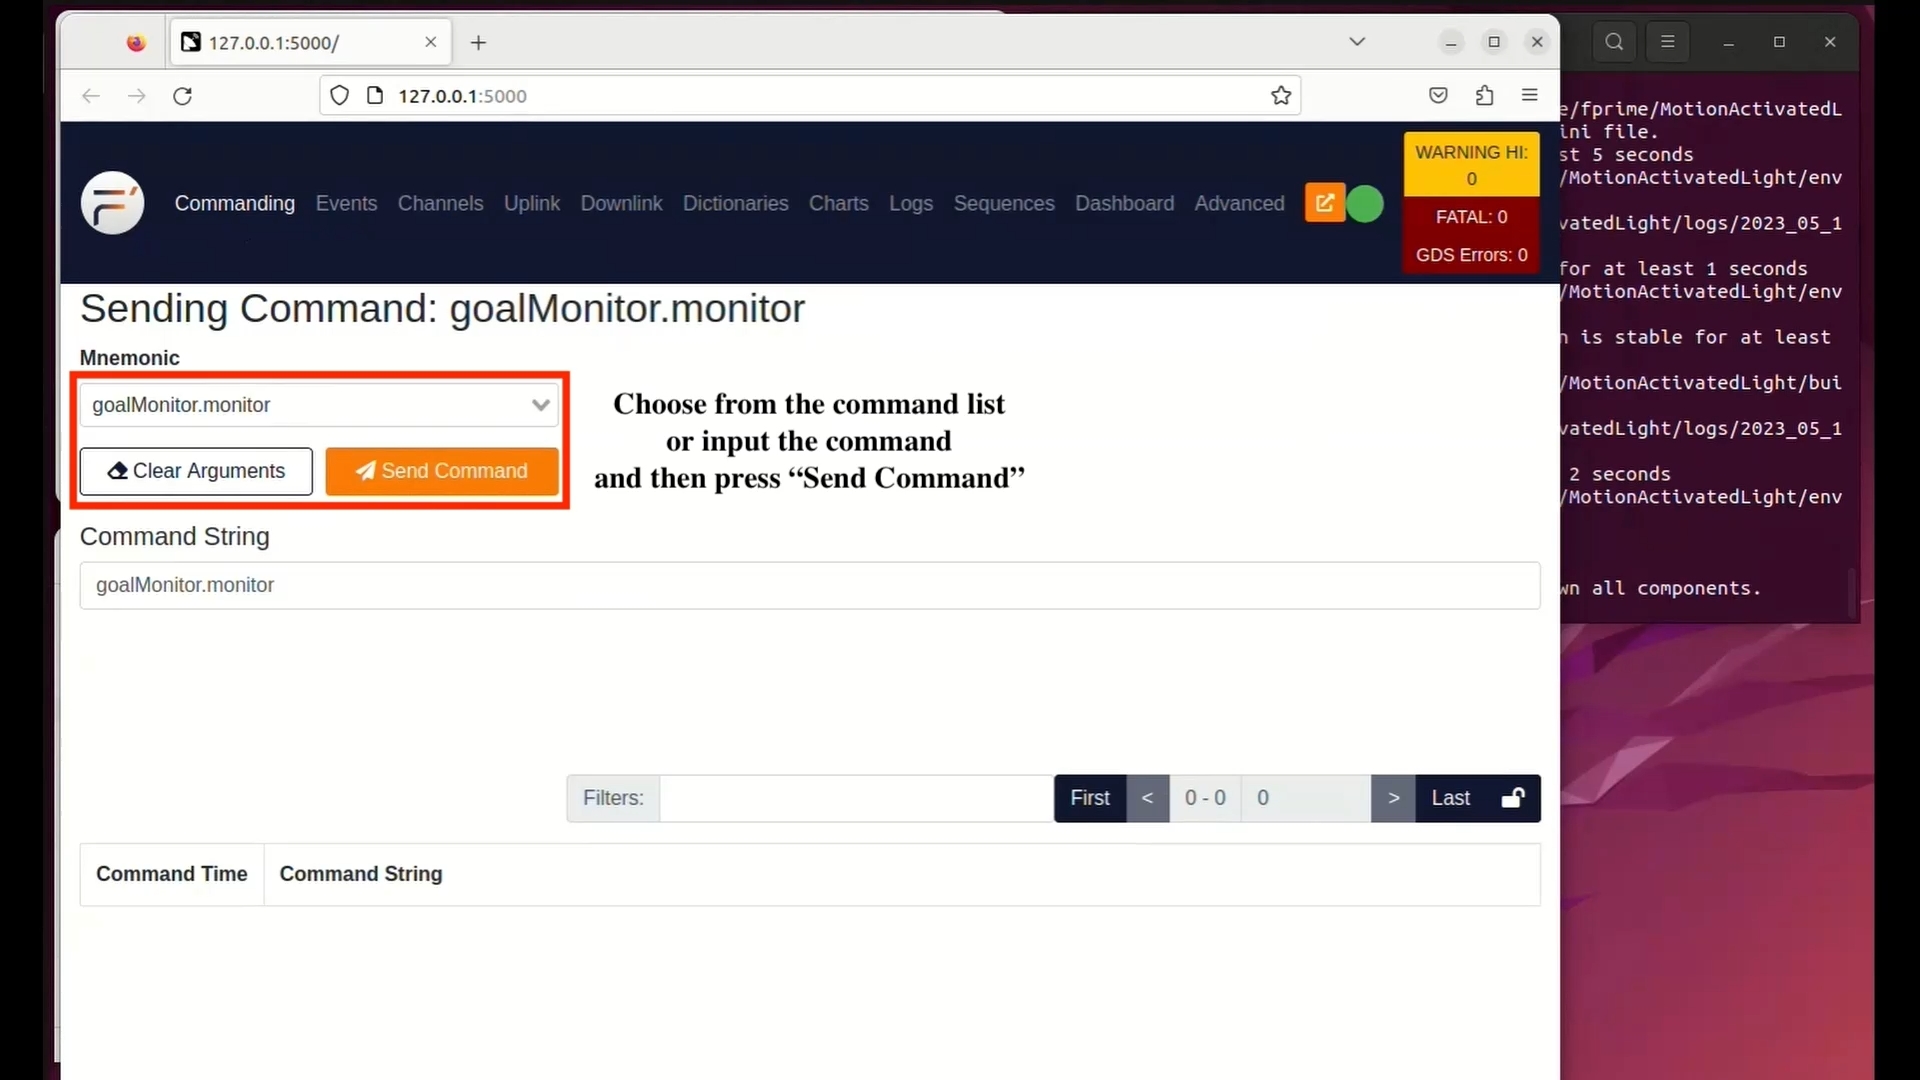 127.0.0.1:5000/
127.0.0.1:5000
Commanding Events Channels Uplink Downlink Dictionaries Charts Logs Sequences Dashboard Advanced
WARNING HI:
0
FATAL: 0
GDS Errors: 0
Sending Command: goalMonitor.monitor
Mnemonic
goalMonitor.monitor
Clear Arguments Send Command
Choose from the command list
or input the command
and then press “Send Command”
Command String
goalMonitor.monitor
Filters: First < 0 - 0 0 > Last
Command Time Command String
e/fprime/MotionActivatedL
ini file.
st 5 seconds
/MotionActivatedLight/env
vatedLight/logs/2023_05_1
for at least 1 seconds
/MotionActivatedLight/env
n is stable for at least
/MotionActivatedLight/bui
vatedLight/logs/2023_05_1
2 seconds
/MotionActivatedLight/env
wn all components.